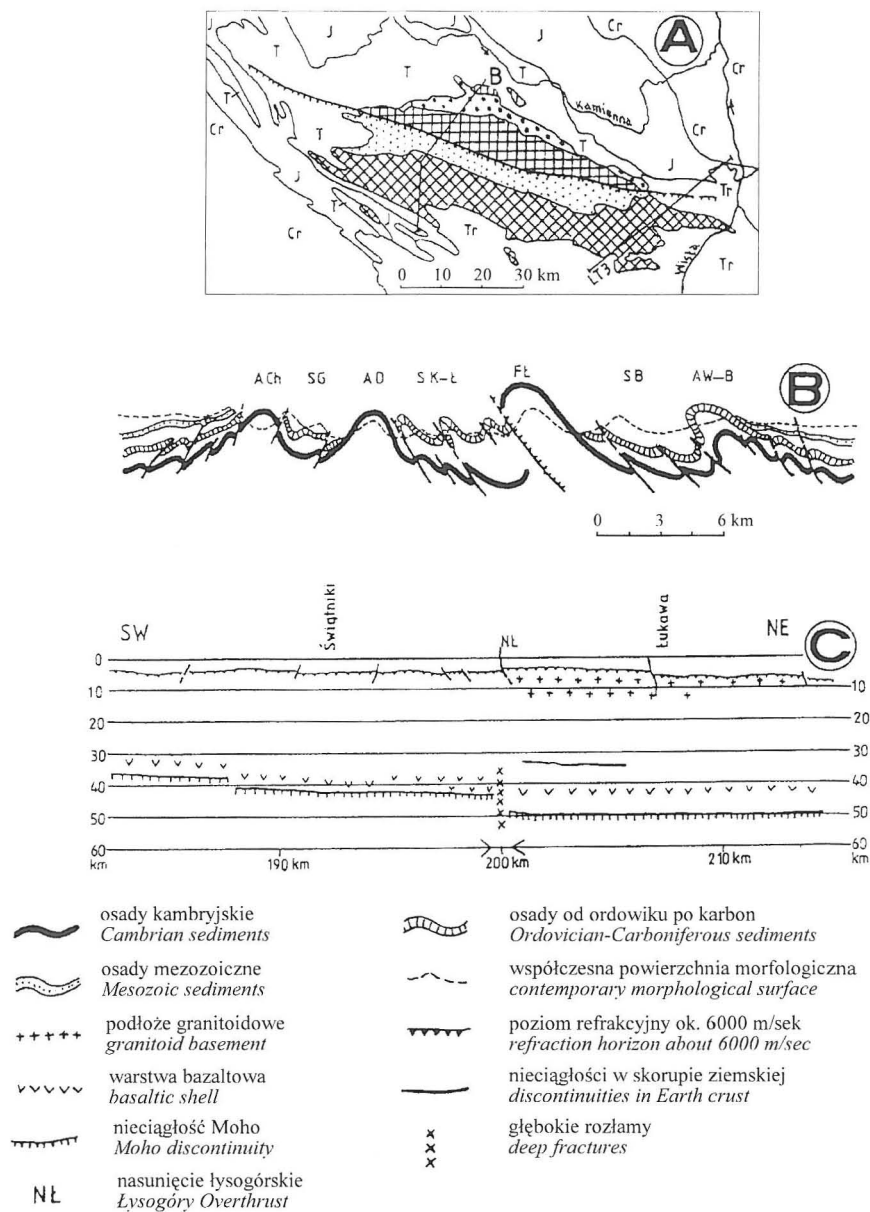 A
J
J
J
T
T
T
Cr
B
Kamienna
T
Cr
Cr
T
T
J
Tr
J
T
J
Cr
Tr
LT3
Wisła
Tr
0 10 20 30 km
B
ACh SG AD SK-Ł FŁ SB AW-B
0 3 6 km
C
SW Świątniki NŁ Łukawa NE
0
10 10
20 20
30 30
40 40
50 50
60 60
km 190 km 200 km 210 km km
osady kambryjskie
Cambrian sediments
osady mezozoiczne
Mesozoic sediments
podłoże granitoidowe
granitoid basement
warstwa bazaltowa
basaltic shell
nieciągłość Moho
Moho discontinuity
NŁ nasunięcie łysogórskie
Łysogóry Overthrust
osady od ordowiku po karbon
Ordovician-Carboniferous sediments
współczesna powierzchnia morfologiczna
contemporary morphological surface
poziom refrakcyjny ok. 6000 m/sek
refraction horizon about 6000 m/sec
nieciągłości w skorupie ziemskiej
discontinuities in Earth crust
głębokie rozłamy
deep fractures